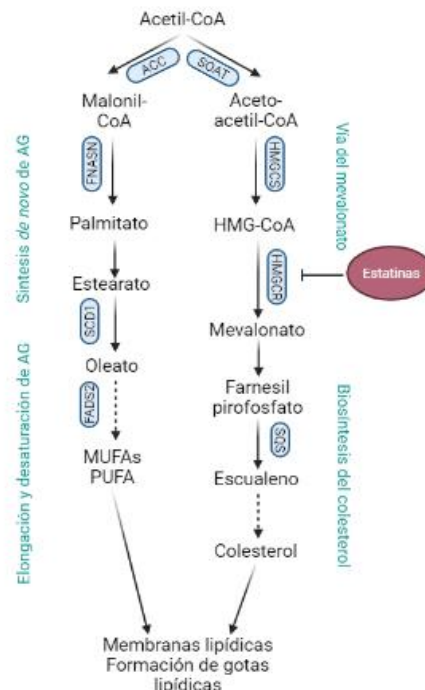 Acetil-CoA
ACC
SOAT
Malonil-
CoA
Aceto-
acetil-CoA
FNASN
HMGCS
Síntesis de novo de AG
Vía del mevalonato
Palmitato
HMG-CoA
Estearato
HMGCR
Estatinas
SCD1
Mevalonato
Oleato
FADS2
Farnesil
pirofosfato
Elongación y desaturación de AG
Biosíntesis del colesterol
MUFAs
PUFA
SDS
Escualeno
Colesterol
Membranas lipídicas
Formación de gotas
lipídicas